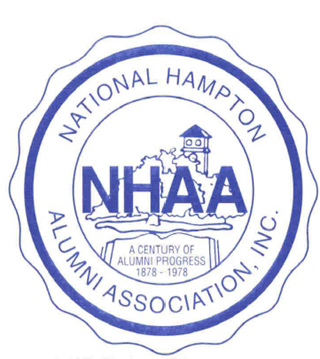 NATIONAL HAMPTON
NHAA
A CENTURY OF
ALUMNI PROGRESS
1878 - 1978
ALUMNI ASSOCIATION, INC.